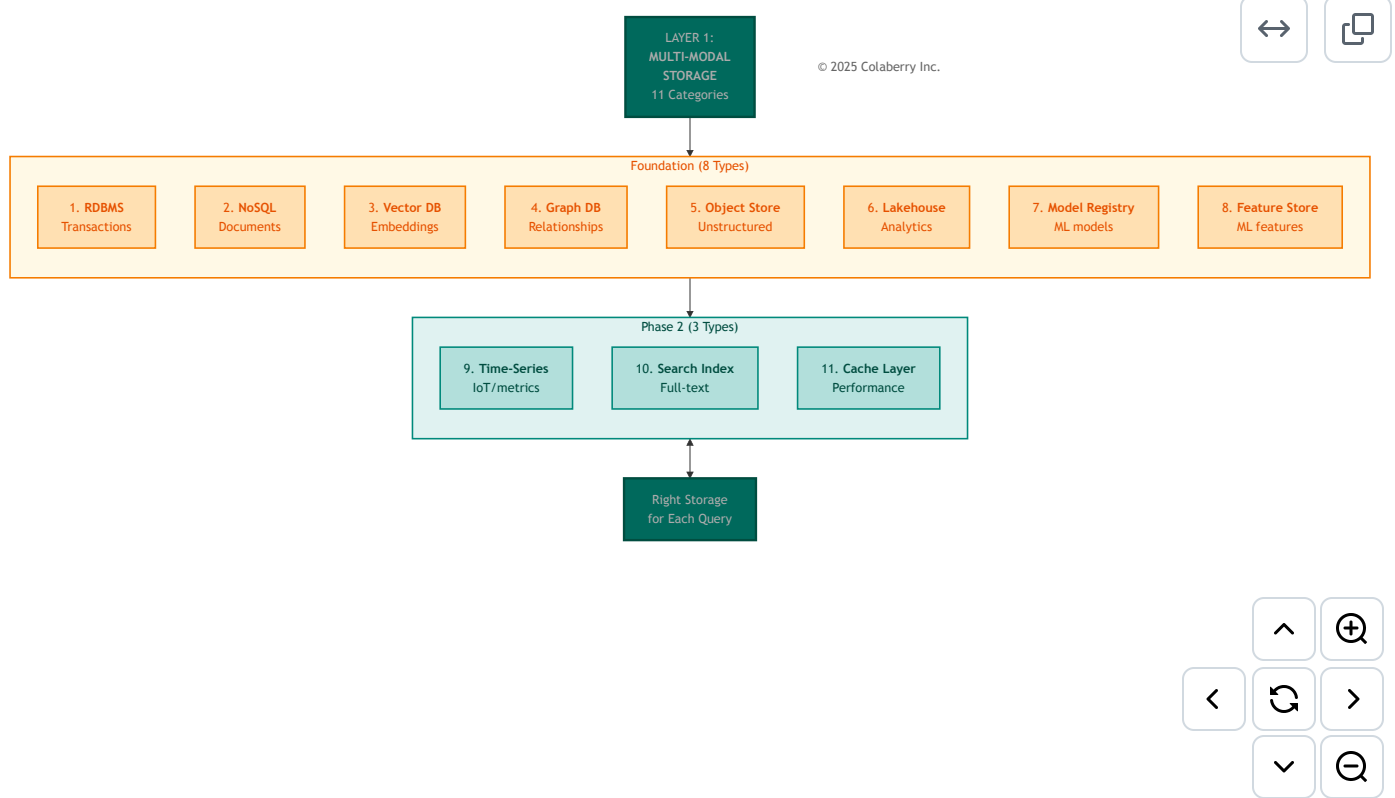 LAYER 1:
MULTI-MODAL
STORAGE
11 Categories
© 2025 Colaberry Inc.
Foundation (8 Types)
1. RDBMS
Transactions
2. NoSQL
Documents
3. Vector DB
Embeddings
4. Graph DB
Relationships
5. Object Store
Unstructured
6. Lakehouse
Analytics
7. Model Registry
ML models
8. Feature Store
ML features
Phase 2 (3 Types)
9. Time-Series
IoT/metrics
10. Search Index
Full-text
11. Cache Layer
Performance
Right Storage
for Each Query